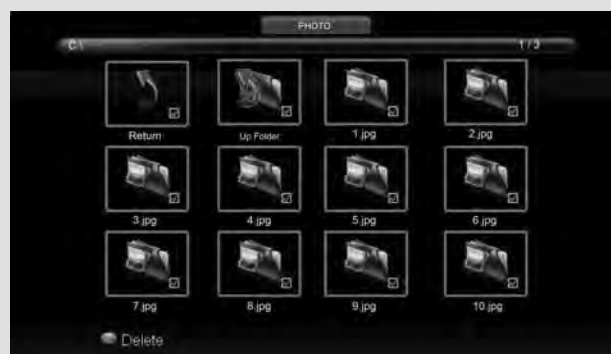 PHOTO
C:\ 1 / 3
Return Up Folder 1.jpg 2.jpg
3.jpg 4.jpg 5.jpg 6.jpg
7.jpg 8.jpg 9.jpg 10.jpg
Delete